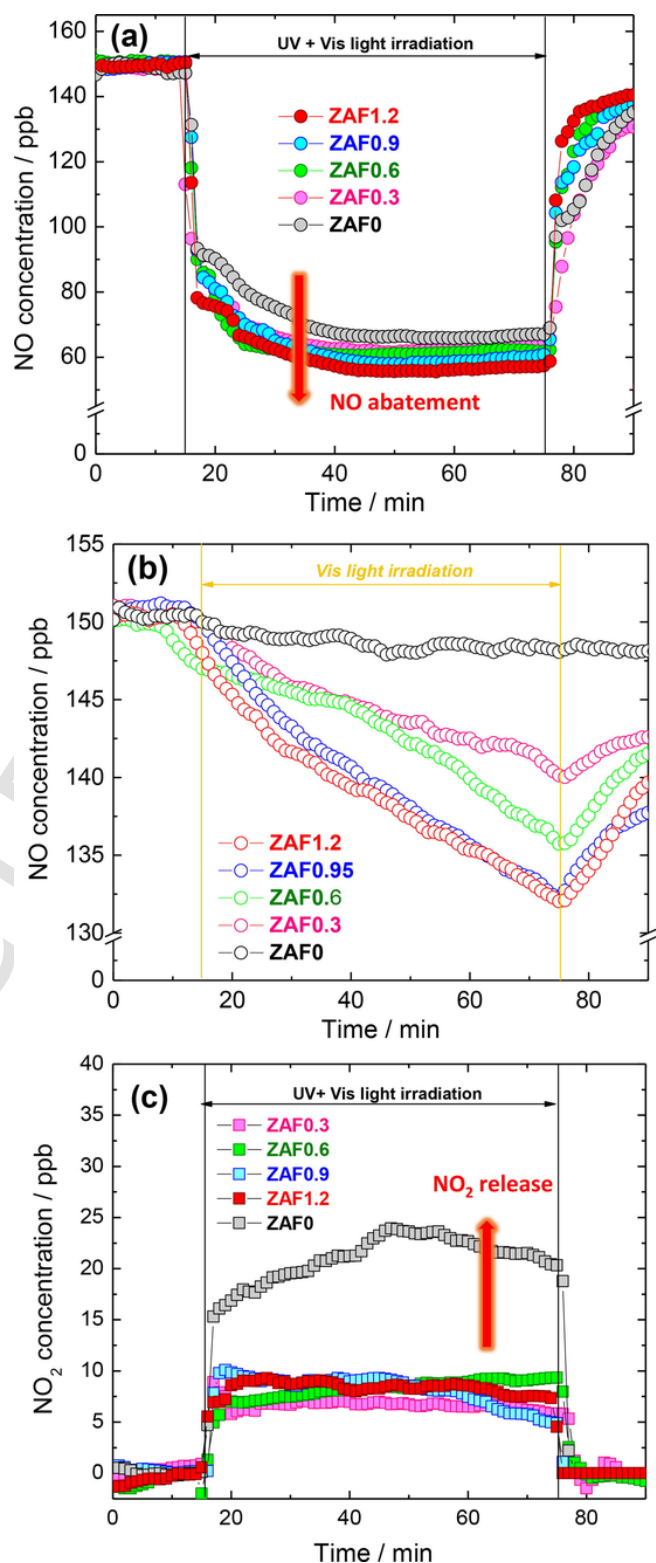 (a)
UV + Vis light irradiation
ZAF1.2
ZAF0.9
ZAF0.6
ZAF0.3
ZAF0
NO abatement
NO concentration / ppb
160
140
120
100
80
60
0
0 20 40 60 80
Time / min
(b)
Vis light irradiation
ZAF1.2
ZAF0.95
ZAF0.6
ZAF0.3
ZAF0
NO concentration / ppb
155
150
145
140
135
130
0
0 20 40 60 80
Time / min
(c)
UV+ Vis light irradiation
ZAF0.3
ZAF0.6
ZAF0.9
ZAF1.2
ZAF0
NO₂ release
NO₂ concentration / ppb
40
35
30
25
20
15
10
5
0
0 20 40 60 80
Time / min